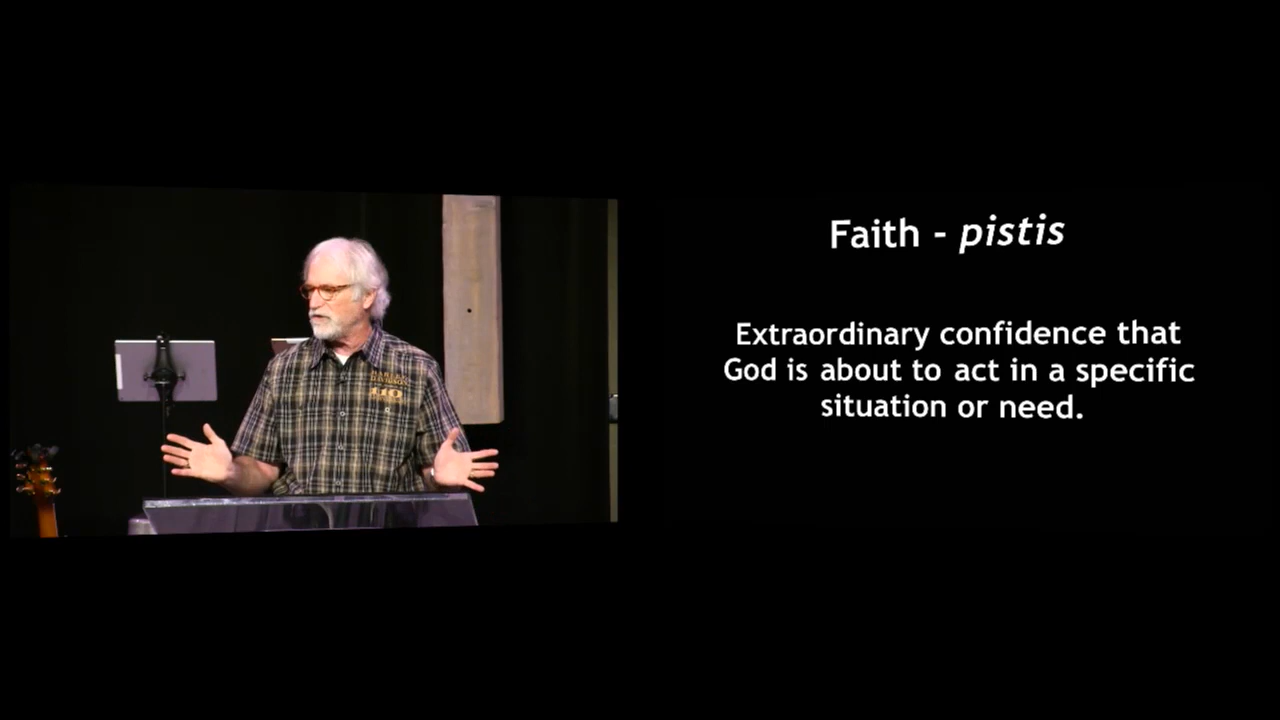 Faith - pistis
Extraordinary confidence that
God is about to act in a specific
situation or need.